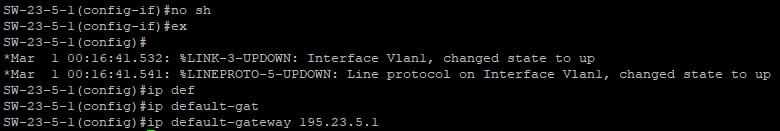 SW-23-5-1(config-if)#no sh
SW-23-5-1(config-if)#ex
SW-23-5-1(config)#
*Mar  1 00:16:41.532: %LINK-3-UPDOWN: Interface Vlan1, changed state to up
*Mar  1 00:16:41.541: %LINEPROTO-5-UPDOWN: Line protocol on Interface Vlan1, changed state to up
SW-23-5-1(config)#ip def
SW-23-5-1(config)#ip default-gat
SW-23-5-1(config)#ip default-gateway 195.23.5.1